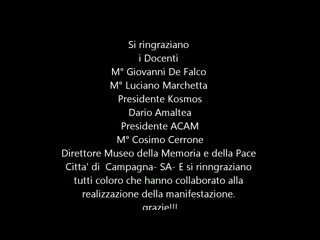 Si ringraziano
i Docenti
M° Giovanni De Falco
M° Luciano Marchetta
Presidente Kosmos
Dario Amaltea
Presidente ACAM
M° Cosimo Cerrone
Direttore Museo della Memoria e della Pace
Citta' di Campagna- SA- E si rinngraziano
tutti coloro che hanno collaborato alla
realizzazione della manifestazione.
grazie!!!